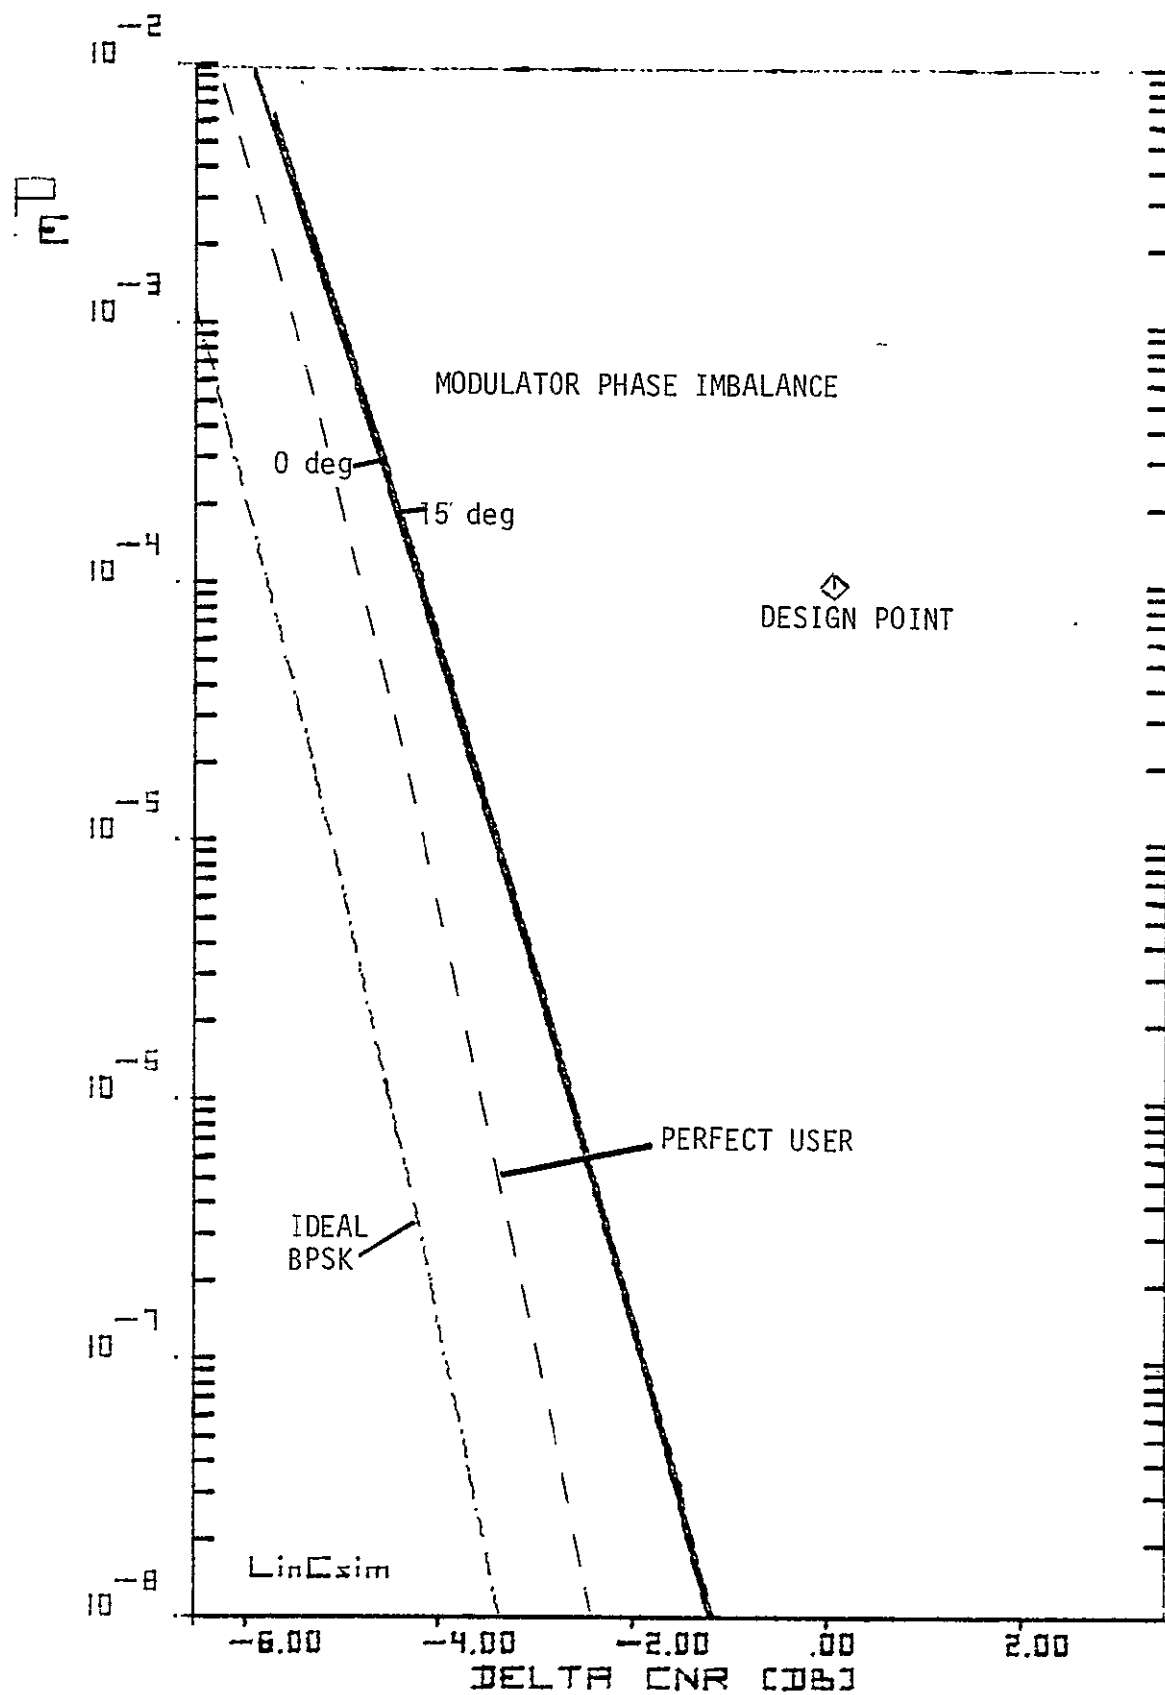 10-2
PE
10-3
MODULATOR PHASE IMBALANCE
0 deg
15 deg
10-4
DESIGN POINT
10-5
10-6
PERFECT USER
IDEAL
BPSK
10-7
LinCsim
10-8
-6.00 -4.00 -2.00 .00 2.00
DELTA CNR [DB]